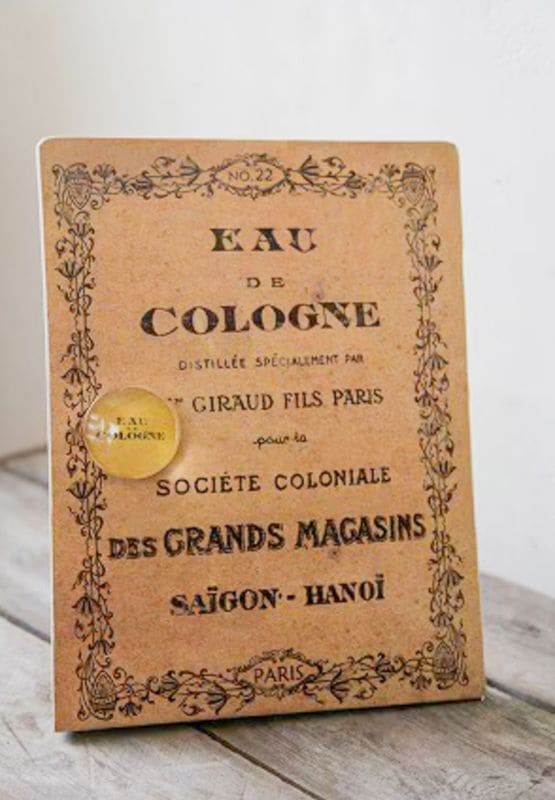 NO. 22
EAU
DE
COLOGNE
DISTILLÉE SPÉCIALEMENT PAR
GIRAUD FILS PARIS
EAU
COLOGNE
pour la
SOCIÉTE COLONIALE
DES GRANDS MAGASINS
SAÏGON - HANOÏ
PARIS